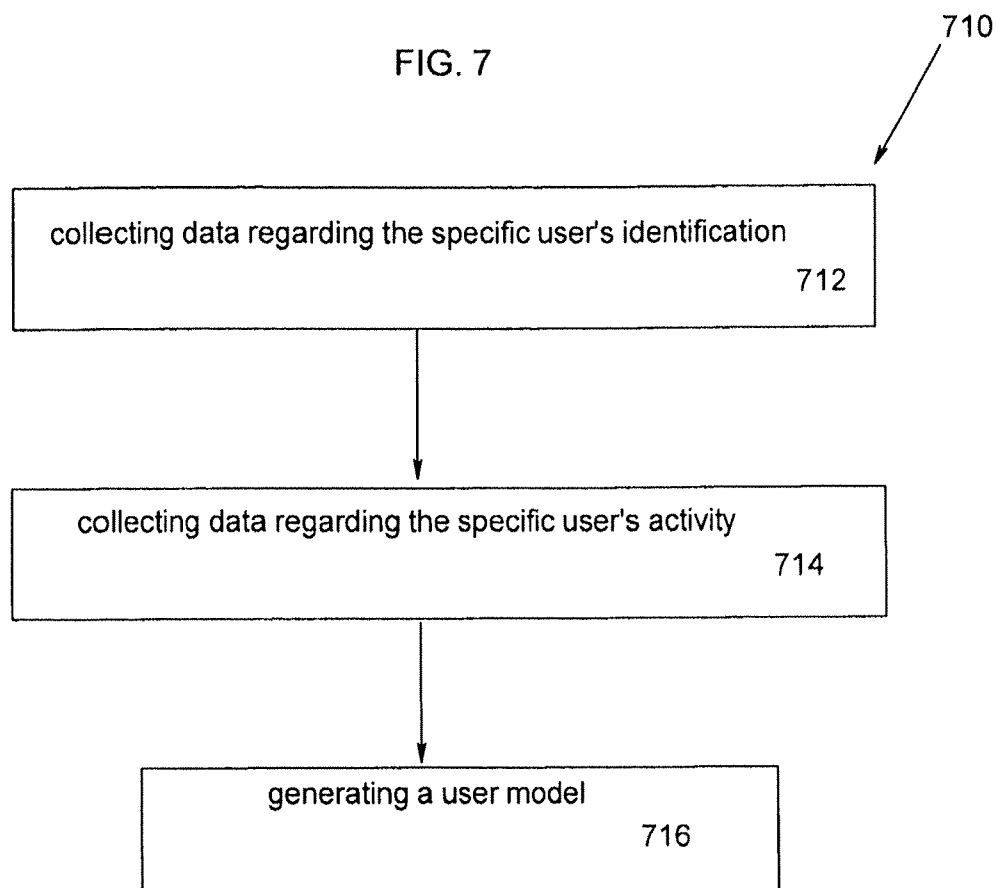 710
FIG. 7
collecting data regarding the specific user's identification
712
collecting data regarding the specific user's activity
714
generating a user model
716